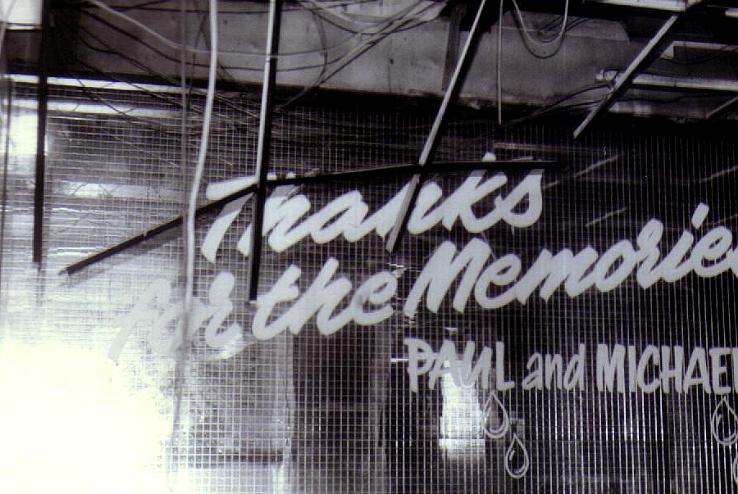 Thanks
for the Memories
PAUL and MICHAEL